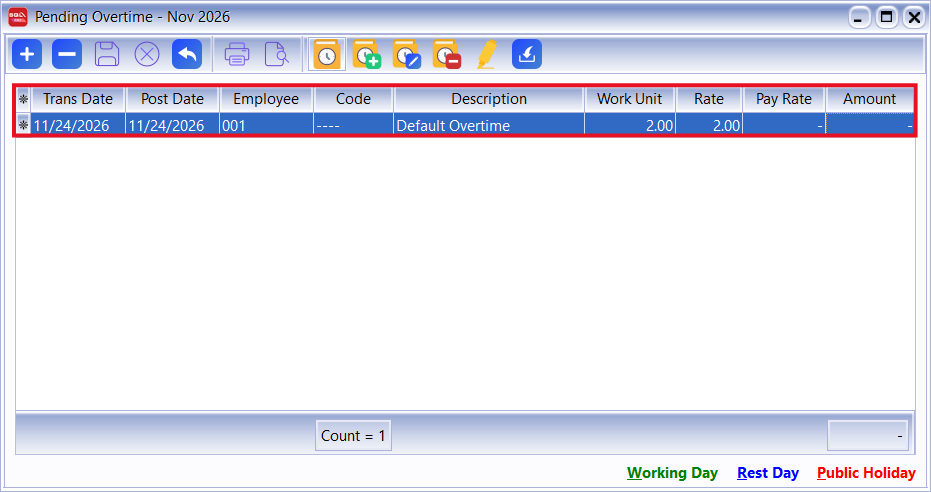 Pending Overtime - Nov 2026
Trans Date Post Date Employee Code Description Work Unit Rate Pay Rate Amount
11/24/2026 11/24/2026 001 ---- Default Overtime 2.00 2.00 - -
Count = 1 -
Working Day Rest Day Public Holiday